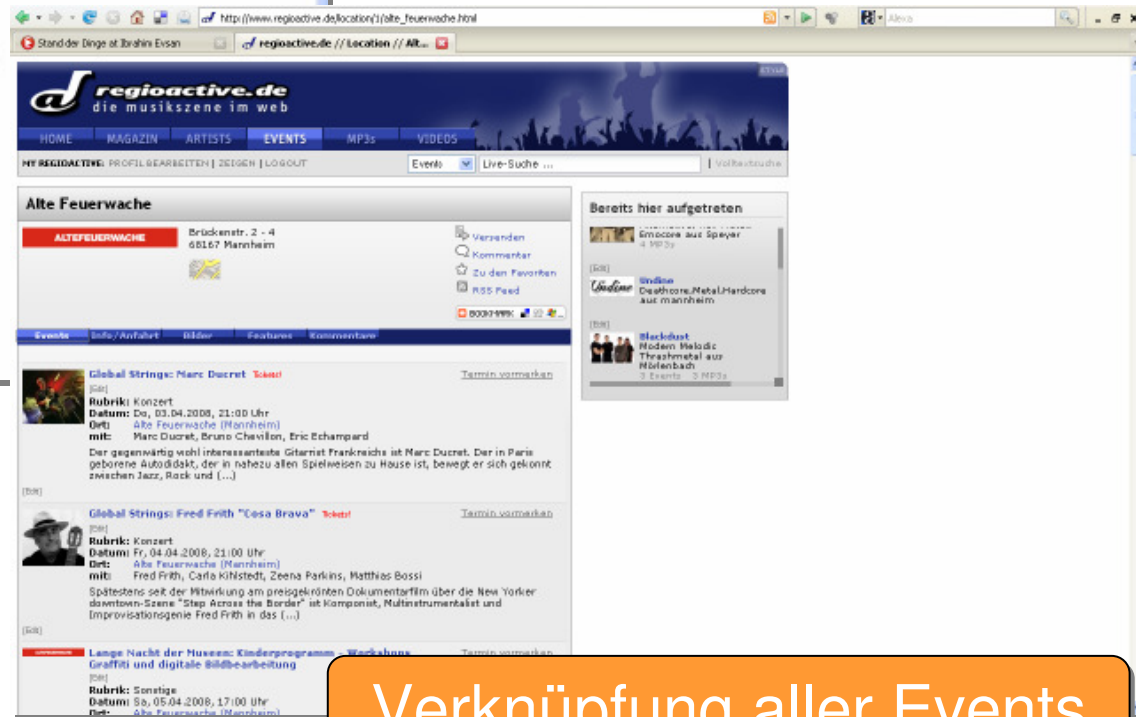 http://www.regioactive.de/location/1/alte_feuerwache.html
Alexa
Stand der Dinge at Ibrahim Evsan
regioactive.de // Location // Alt...
regioactive.de
die musikszene im web
HOME MAGAZIN ARTISTS EVENTS MP3s VIDEOS
MY REGIOACTIVE: PROFIL BEARBEITEN | ZEIGEN | LOGOUT
Events Live-Suche ... | Volltextsuche
Alte Feuerwache
ALTEFEUERWACHE
Brückenstr. 2 - 4
68167 Mannheim
Versenden
Kommentar
Zu den Favoriten
RSS Feed
BOOKMARK
Events Info/Anfahrt Bilder Features Kommentare
Global Strings: Marc Ducret Tickets! Termin vormerken
[Edit]
Rubrik: Konzert
Datum: Do, 03.04.2008, 21:00 Uhr
Ort: Alte Feuerwache (Mannheim)
mit: Marc Ducret, Bruno Chevillon, Eric Echampard
Der gegenwärtig wohl interessanteste Gitarrist Frankreichs ist Marc Ducret. Der in Paris
geborene Autodidakt, der in nahezu allen Spielweisen zu Hause ist, bewegt er sich gekonnt
zwischen Jazz, Rock und (...)
[Edit]
Global Strings: Fred Frith "Cosa Brava" Tickets! Termin vormerken
[Edit]
Rubrik: Konzert
Datum: Fr, 04.04.2008, 21:00 Uhr
Ort: Alte Feuerwache (Mannheim)
mit: Fred Frith, Carla Kihlstedt, Zeena Parkins, Matthias Bossi
Spätestens seit der Mitwirkung am preisgekrönten Dokumentarfilm über die New Yorker
downtown-Szene "Step Across the Border" ist Komponist, Multinstrumentalist und
Improvisationsgenie Fred Frith in das (...)
[Edit]
Lange Nacht der Museen: Kinderprogramm - Workshops Termin vormerken
Graffiti und digitale Bildbearbeitung
[Edit]
Rubrik: Sonstige
Datum: Sa, 05.04.2008, 17:00 Uhr
Ort: Alte Feuerwache (Mannheim)
Bereits hier aufgetreten
Emocore aus Speyer
4 MP3s
[Edit]
Undine
Undine
Deathcore,Metal,Hardcore
aus mannheim
[Edit]
Blackdust
Modern Melodic
Thrashmetal aus
Mörlenbach
3 Events 3 MP3s
Verknüpfung aller Events